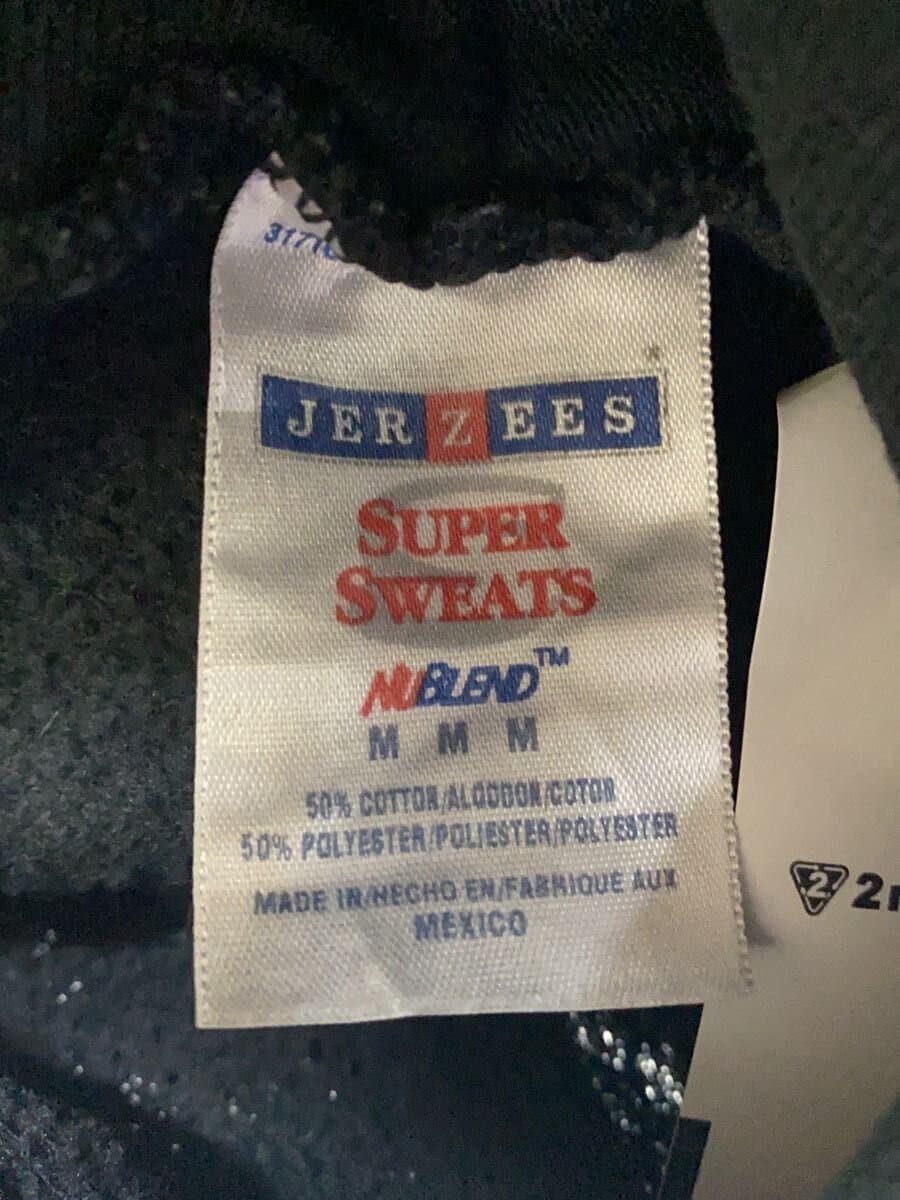 JERZEES
SUPER
SWEATS
NUBLEND™
M M M
50% COTTON/ALGODON/COTON
50% POLYESTER/POLIESTER/POLYESTER
MADE IN/HECHO EN/FABRIQUE AUX
MEXICO
2